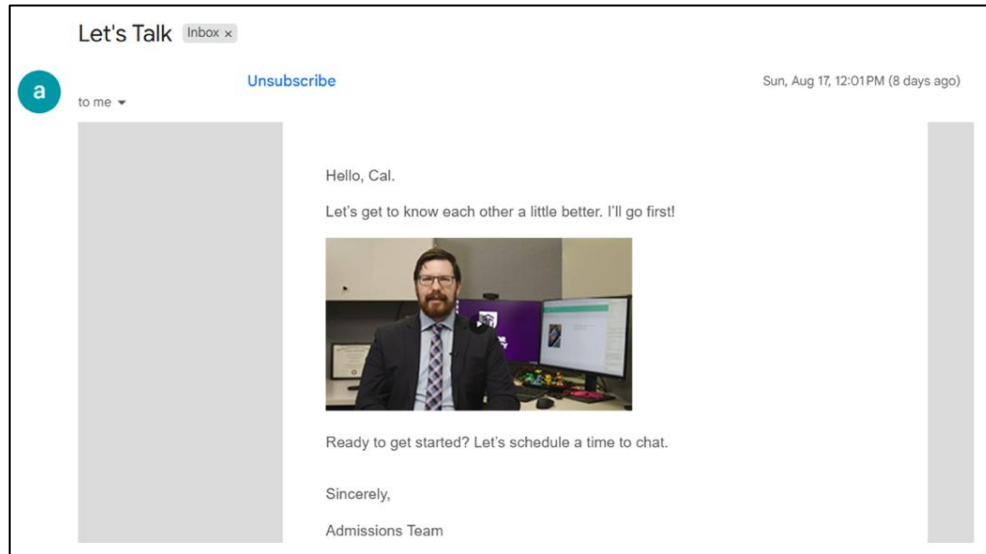 Let's Talk Inbox x
a
Unsubscribe
Sun, Aug 17, 12:01 PM (8 days ago)
to me
Hello, Cal.
Let's get to know each other a little better. I'll go first!
Ready to get started? Let's schedule a time to chat.
Sincerely,
Admissions Team